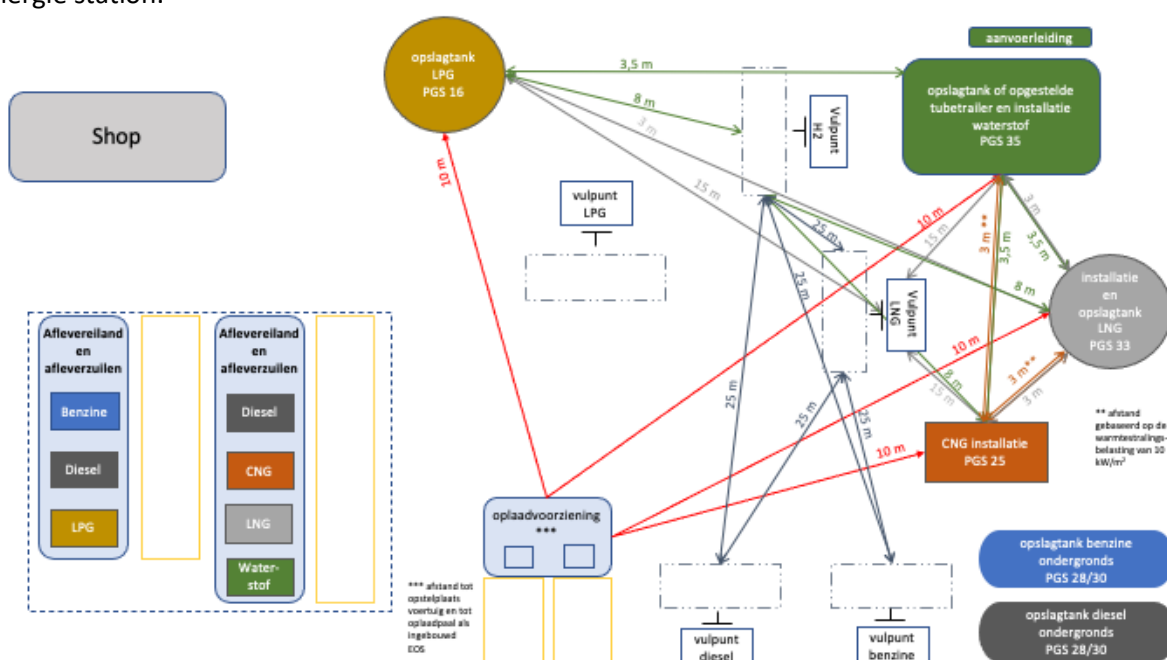 nergie station.
aanvoerleiding
opslagtank
LPG
PGS 16
3,5 m
opslagtank of opgestelde
tubetrailer en installatie
waterstof
PGS 35
Shop
8 m
3 m
Vulpunt
H2
15 m
10 m
vulpunt
LPG
10 m
15 m
3 m **
3,5 m
3 m
3,5 m
25 m
25 m
25 m
8 m
Vulpunt
LNG
installatie
en
opslagtank
LNG
PGS 33
Aflevereiland
en
afleverzuilen
Benzine
Diesel
LPG
Aflevereiland
en
afleverzuilen
Diesel
CNG
LNG
Water-
stof
10 m
8 m
15 m
3 m**
3 m
25 m
25 m
10 m
CNG installatie
PGS 25
** afstand
gebaseerd op de
warmtestralings-
belasting van 10
kW/m²
oplaadvoorziening
***
*** afstand tot
opstelplaats
voertuig en tot
oplaadpaal als
ingebouwd
EOS
opslagtank benzine
ondergronds
PGS 28/30
opslagtank diesel
ondergronds
PGS 28/30
vulpunt
diesel
vulpunt
benzine